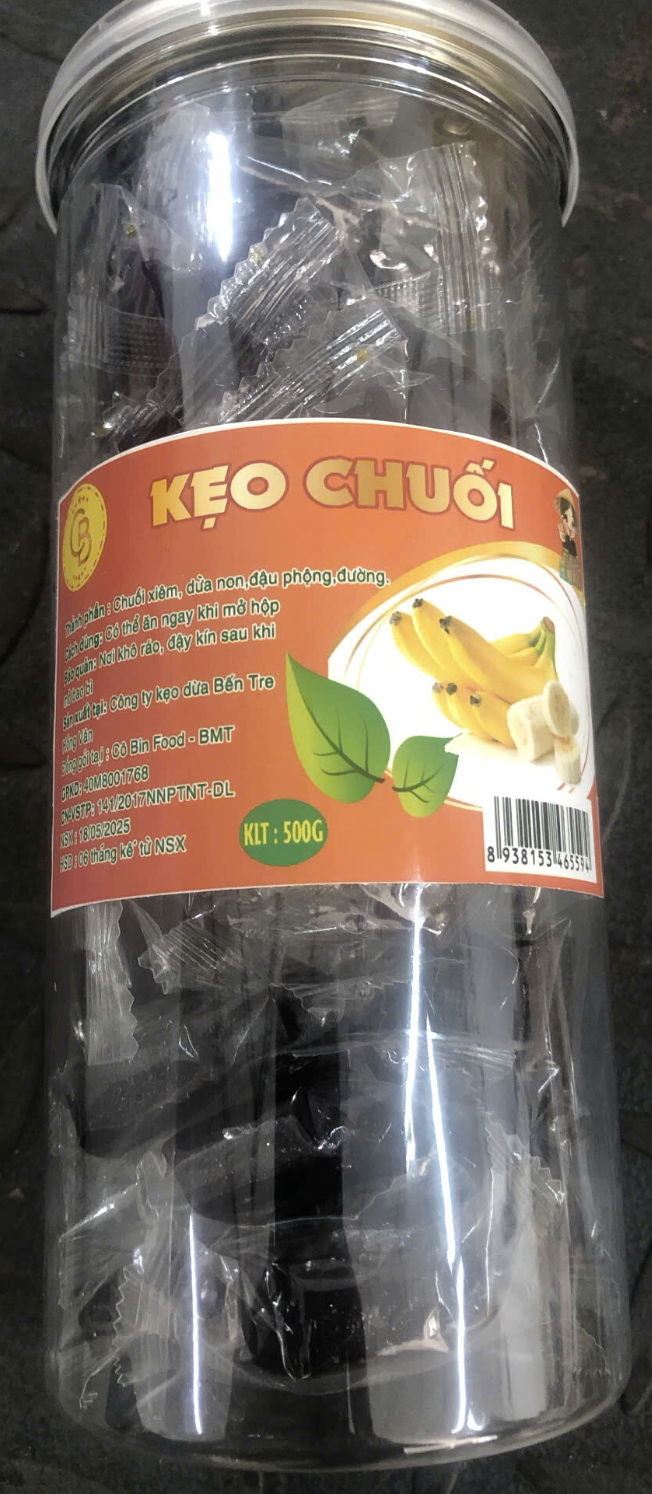 KẸO CHUỐI
CB
Thành phần : Chuối xiêm, dừa non,đậu phộng,đường.
Cách dùng: Có thể ăn ngay khi mở hộp
Bảo quản: Nơi khô ráo, đậy kín sau khi
mở bao bì
Sản xuất tại: Công ty kẹo dừa Bến Tre
Hồng Vân
Đóng gói tại : Cô Bin Food - BMT
GPKD: 40M8001768
CN-VSTP: 141/2017NNPTNT-DL
NSX : 18/05/2025
HSD : 06 tháng kể từ NSX
KLT : 500G
8 938153 465594